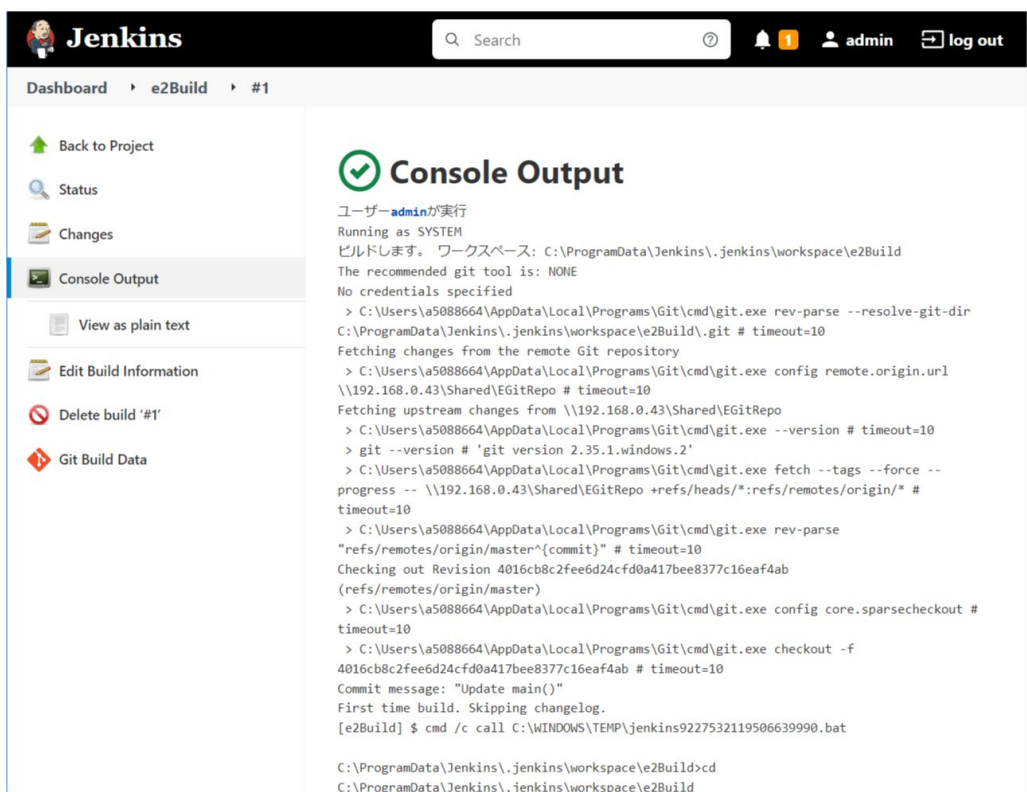 Jenkins
Search
1
admin
log out
Dashboard
e2Build
#1
Back to Project
Status
Changes
Console Output
View as plain text
Edit Build Information
Delete build '#1'
Git Build Data
Console Output
ユーザーadminが実行
Running as SYSTEM
ビルドします。 ワークスペース: C:\ProgramData\Jenkins\.jenkins\workspace\e2Build
The recommended git tool is: NONE
No credentials specified
> C:\Users\a5088664\AppData\Local\Programs\Git\cmd\git.exe rev-parse --resolve-git-dir
C:\ProgramData\Jenkins\.jenkins\workspace\e2Build\.git # timeout=10
Fetching changes from the remote Git repository
> C:\Users\a5088664\AppData\Local\Programs\Git\cmd\git.exe config remote.origin.url
\\192.168.0.43\Shared\EGitRepo # timeout=10
Fetching upstream changes from \\192.168.0.43\Shared\EGitRepo
> C:\Users\a5088664\AppData\Local\Programs\Git\cmd\git.exe --version # timeout=10
> git --version # 'git version 2.35.1.windows.2'
> C:\Users\a5088664\AppData\Local\Programs\Git\cmd\git.exe fetch --tags --force --
progress -- \\192.168.0.43\Shared\EGitRepo +refs/heads/*:refs/remotes/origin/* #
timeout=10
> C:\Users\a5088664\AppData\Local\Programs\Git\cmd\git.exe rev-parse
"refs/remotes/origin/master^{commit}" # timeout=10
Checking out Revision 4016cb8c2fee6d24cfd0a417bee8377c16eaf4ab
(refs/remotes/origin/master)
> C:\Users\a5088664\AppData\Local\Programs\Git\cmd\git.exe config core.sparsecheckout #
timeout=10
> C:\Users\a5088664\AppData\Local\Programs\Git\cmd\git.exe checkout -f
4016cb8c2fee6d24cfd0a417bee8377c16eaf4ab # timeout=10
Commit message: "Update main()"
First time build. Skipping changelog.
[e2Build] $ cmd /c call C:\WINDOWS\TEMP\jenkins9227532119506639990.bat
C:\ProgramData\Jenkins\.jenkins\workspace\e2Build>cd
C:\ProgramData\Jenkins\.jenkins\workspace\e2Build